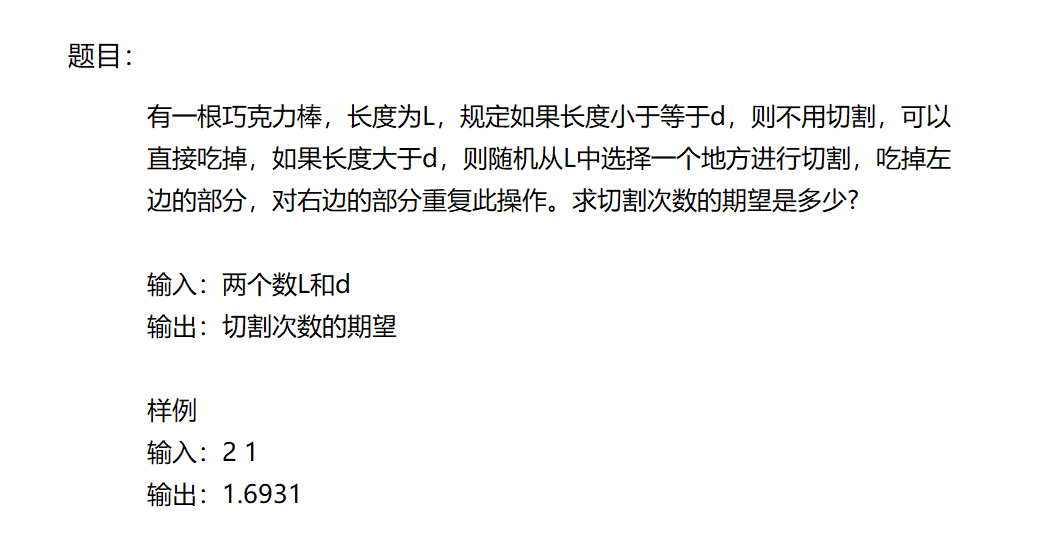 题目：
有一根巧克力棒，长度为L，规定如果长度小于等于d，则不用切割，可以
直接吃掉，如果长度大于d，则随机从L中选择一个地方进行切割，吃掉左
边的部分，对右边的部分重复此操作。求切割次数的期望是多少?
输入：两个数L和d
输出：切割次数的期望
样例
输入：2 1
输出：1.6931